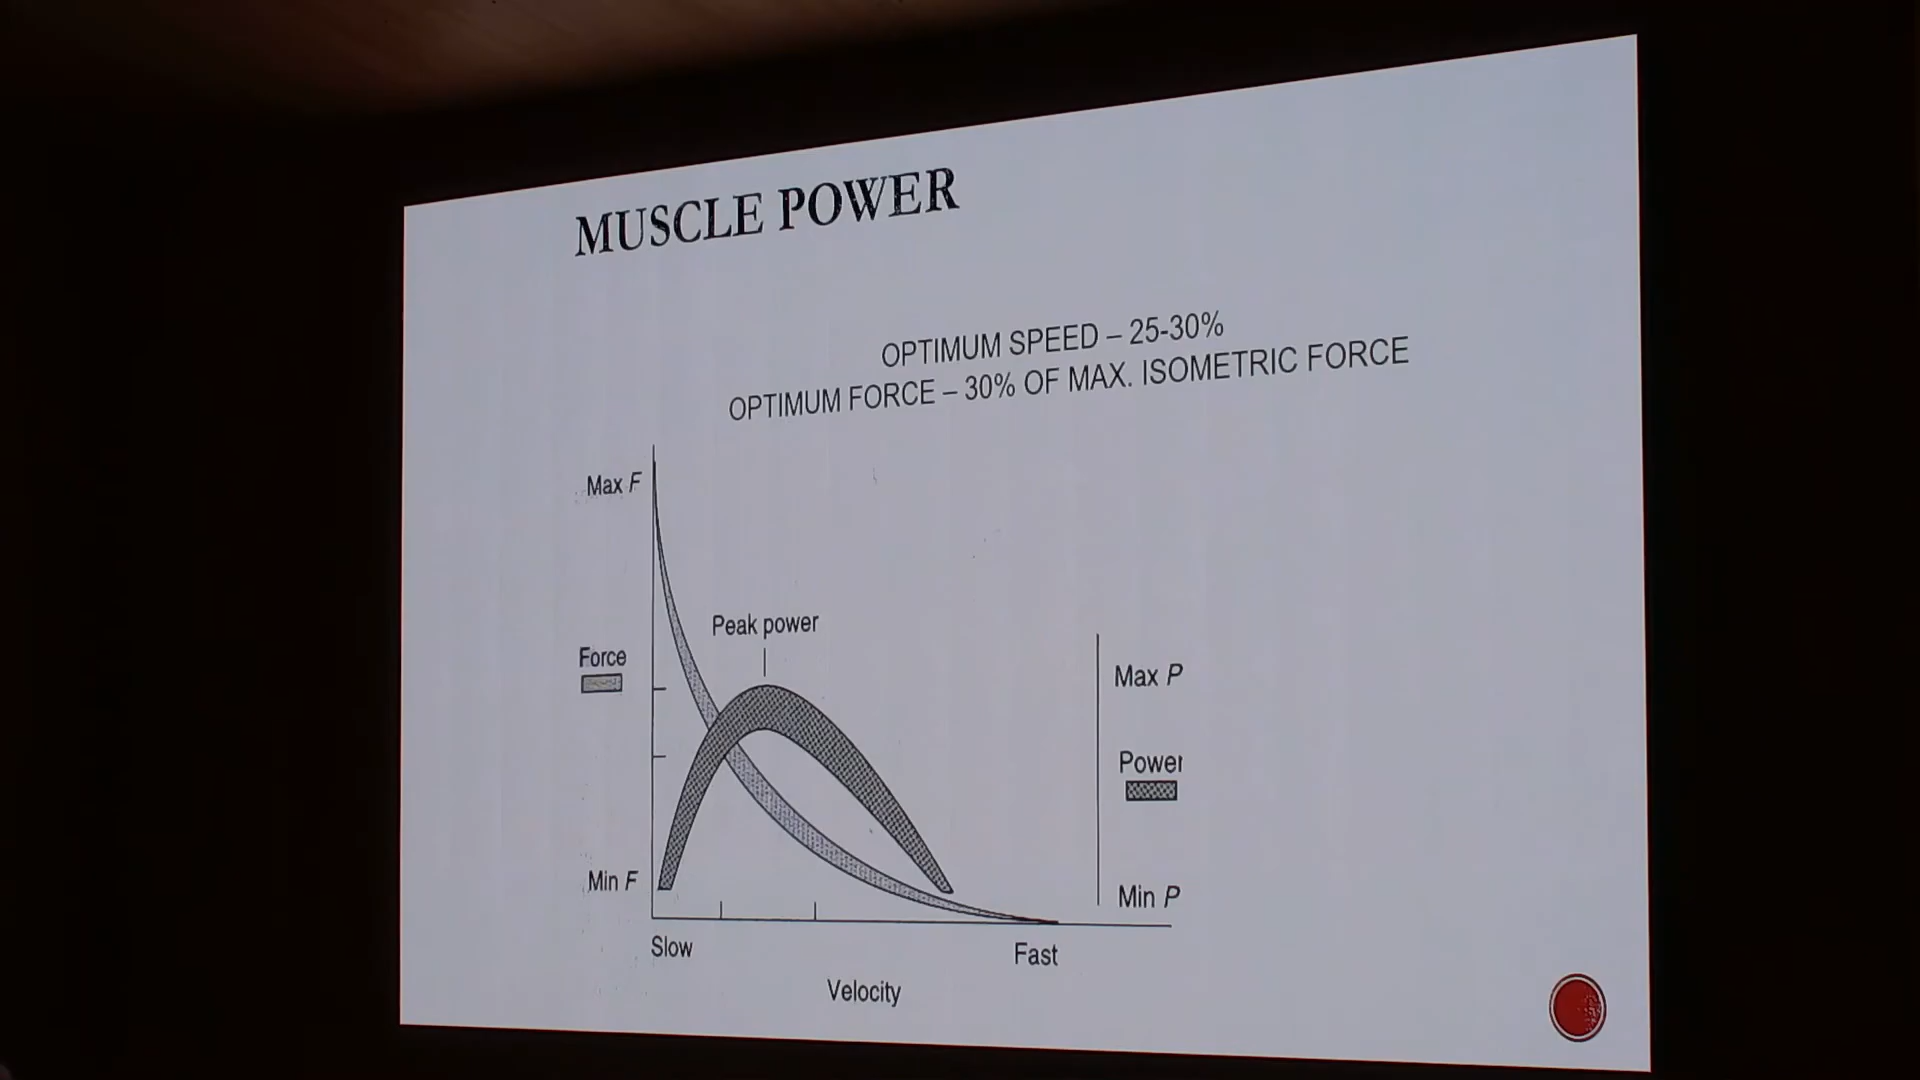 MUSCLE POWER
OPTIMUM SPEED – 25-30%
OPTIMUM FORCE – 30% OF MAX. ISOMETRIC FORCE
Max F
Peak power
Force
Max P
Power
Min F
Min P
Slow
Fast
Velocity